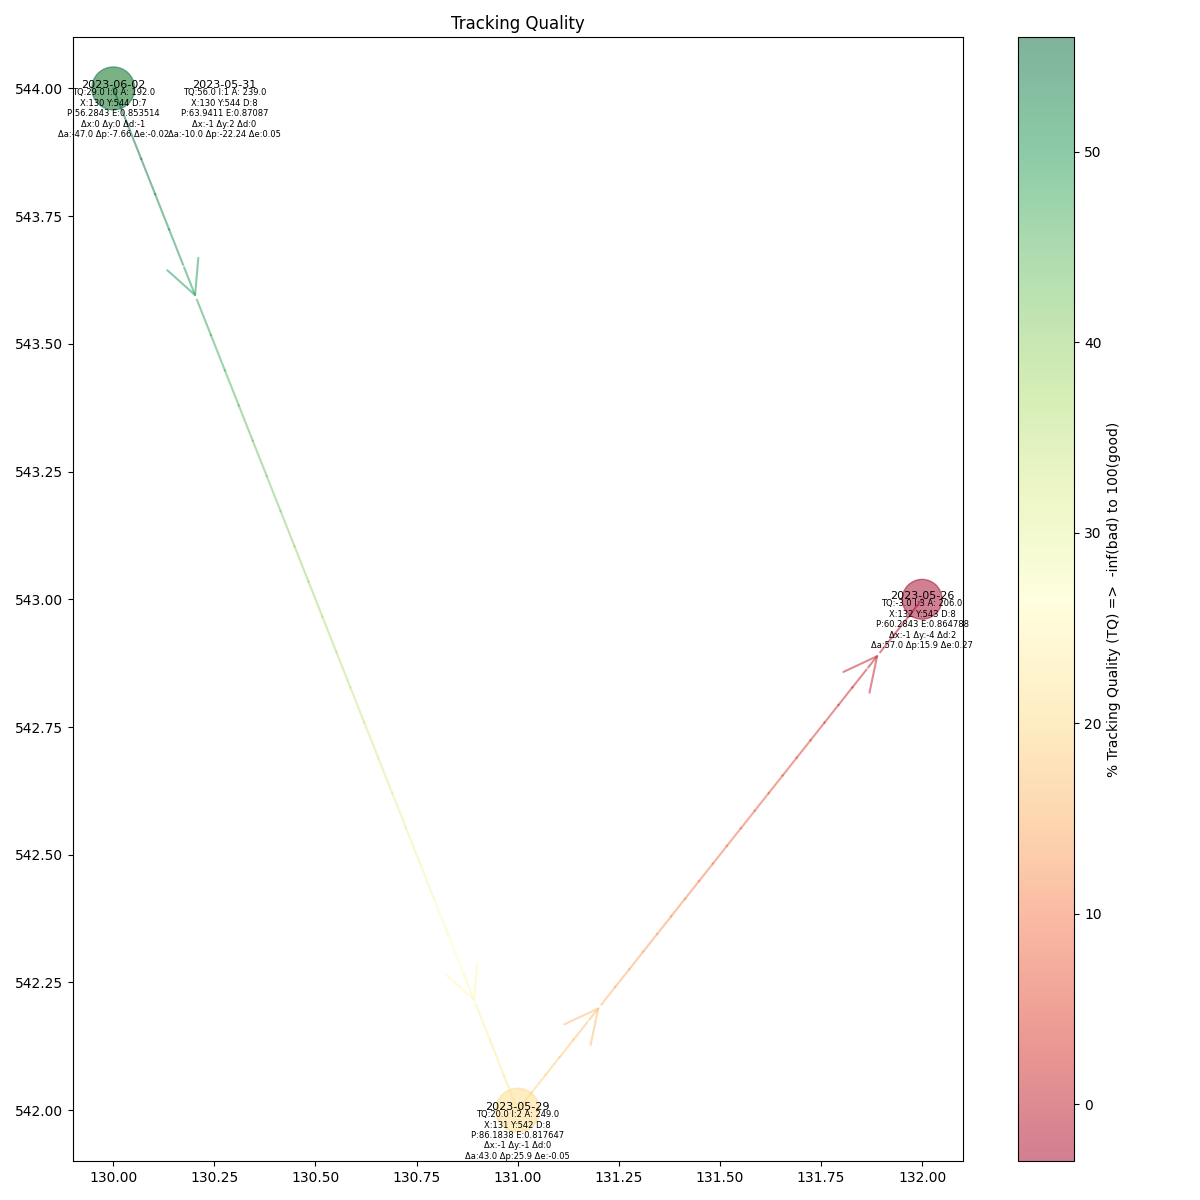 Tracking Quality
544.00
543.75
543.50
543.25
543.00
542.75
542.50
542.25
542.00
2023-06-02
TQ:29.0 I:0 A: 192.0
X:130 Y:544 D:7
P:56.2843 E:0.853514
Δx:0 Δy:0 Δd:-1
Δa:-47.0 Δp:-7.66 Δe:-0.02
2023-05-31
TQ:56.0 I:1 A: 239.0
X:130 Y:544 D:8
P:63.9411 E:0.87087
Δx:-1 Δy:2 Δd:0
Δa:-10.0 Δp:-22.24 Δe:0.05
2023-05-26
TQ:-3.0 I:3 A: 206.0
X:132 Y:543 D:8
P:60.2843 E:0.864788
Δx:-1 Δy:-4 Δd:2
Δa:57.0 Δp:15.9 Δe:0.27
2023-05-29
TQ:20.0 I:2 A: 249.0
X:131 Y:542 D:8
P:86.1838 E:0.817647
Δx:-1 Δy:-1 Δd:0
Δa:43.0 Δp:25.9 Δe:-0.05
130.00 130.25 130.50 130.75 131.00 131.25 131.50 131.75 132.00
50
40
30
20
10
0
% Tracking Quality (TQ) => -inf(bad) to 100(good)